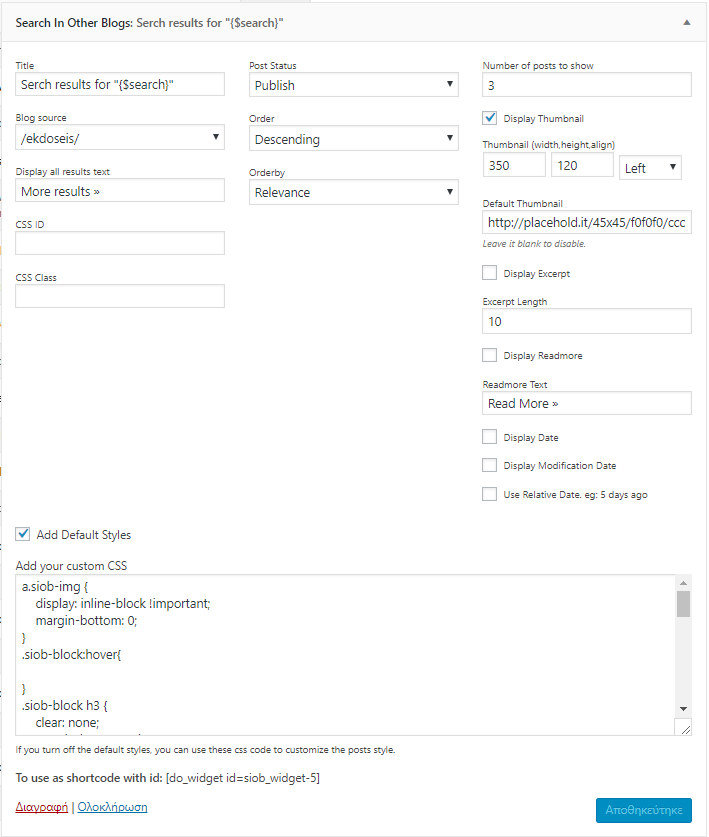 Search In Other Blogs: Serch results for "{$search}"
Title
Serch results for "{$search}"
Blog source
/ekdoseis/
Display all results text
More results »
CSS ID
CSS Class
Post Status
Publish
Order
Descending
Orderby
Relevance
Number of posts to show
3
Display Thumbnail
Thumbnail (width,height,align)
350 120 Left
Default Thumbnail
http://placehold.it/45x45/f0f0f0/ccc
Leave it blank to disable.
Display Excerpt
Excerpt Length
10
Display Readmore
Readmore Text
Read More »
Display Date
Display Modification Date
Use Relative Date. eg: 5 days ago
Add Default Styles
Add your custom CSS
a.siob-img {
display: inline-block !important;
margin-bottom: 0;
}
.siob-block:hover{
}
.siob-block h3 {
clear: none;
If you turn off the default styles, you can use these css code to customize the posts style.
To use as shortcode with id: [do_widget id=siob_widget-5]
Διαγραφή | Ολοκλήρωση
Αποθηκεύτηκε